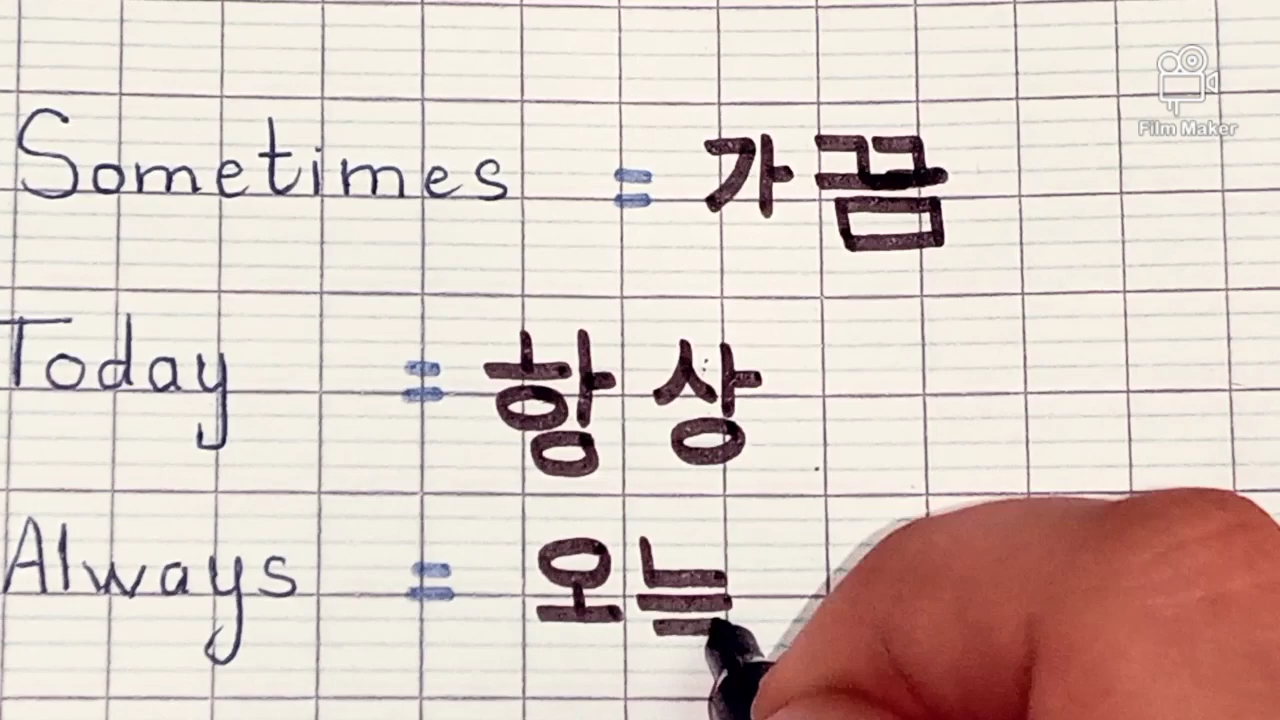 Sometimes = 가끔
Film Maker
Today = 항상
Always = 오느